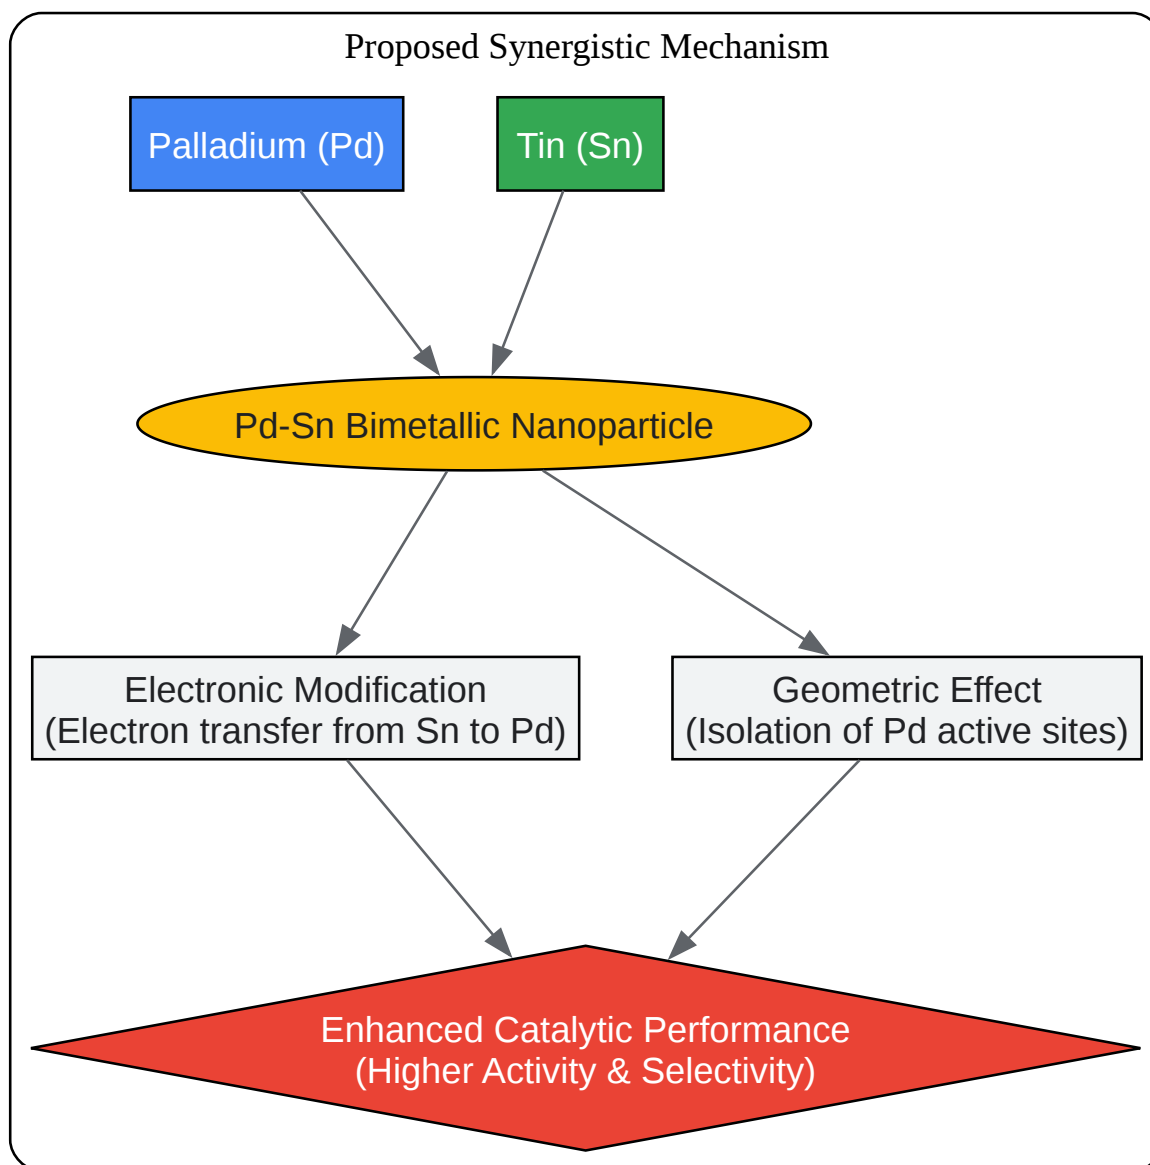 Proposed Synergistic Mechanism
Palladium (Pd)
Tin (Sn)
Pd-Sn Bimetallic Nanoparticle
Electronic Modification
(Electron transfer from Sn to Pd)
Geometric Effect
(Isolation of Pd active sites)
Enhanced Catalytic Performance
(Higher Activity & Selectivity)